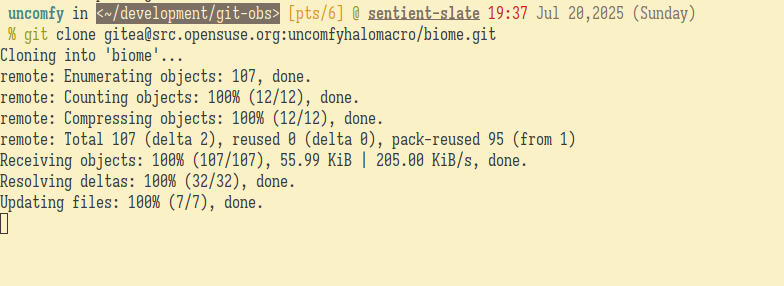 uncomfy in <~/development/git-obs> [pts/6] @ sentient-slate 19:37 Jul 20,2025 (Sunday)
% git clone gitea@src.opensuse.org:uncomfyhalomacro/biome.git
Cloning into 'biome'...
remote: Enumerating objects: 107, done.
remote: Counting objects: 100% (12/12), done.
remote: Compressing objects: 100% (12/12), done.
remote: Total 107 (delta 2), reused 0 (delta 0), pack-reused 95 (from 1)
Receiving objects: 100% (107/107), 55.99 KiB | 205.00 KiB/s, done.
Resolving deltas: 100% (32/32), done.
Updating files: 100% (7/7), done.